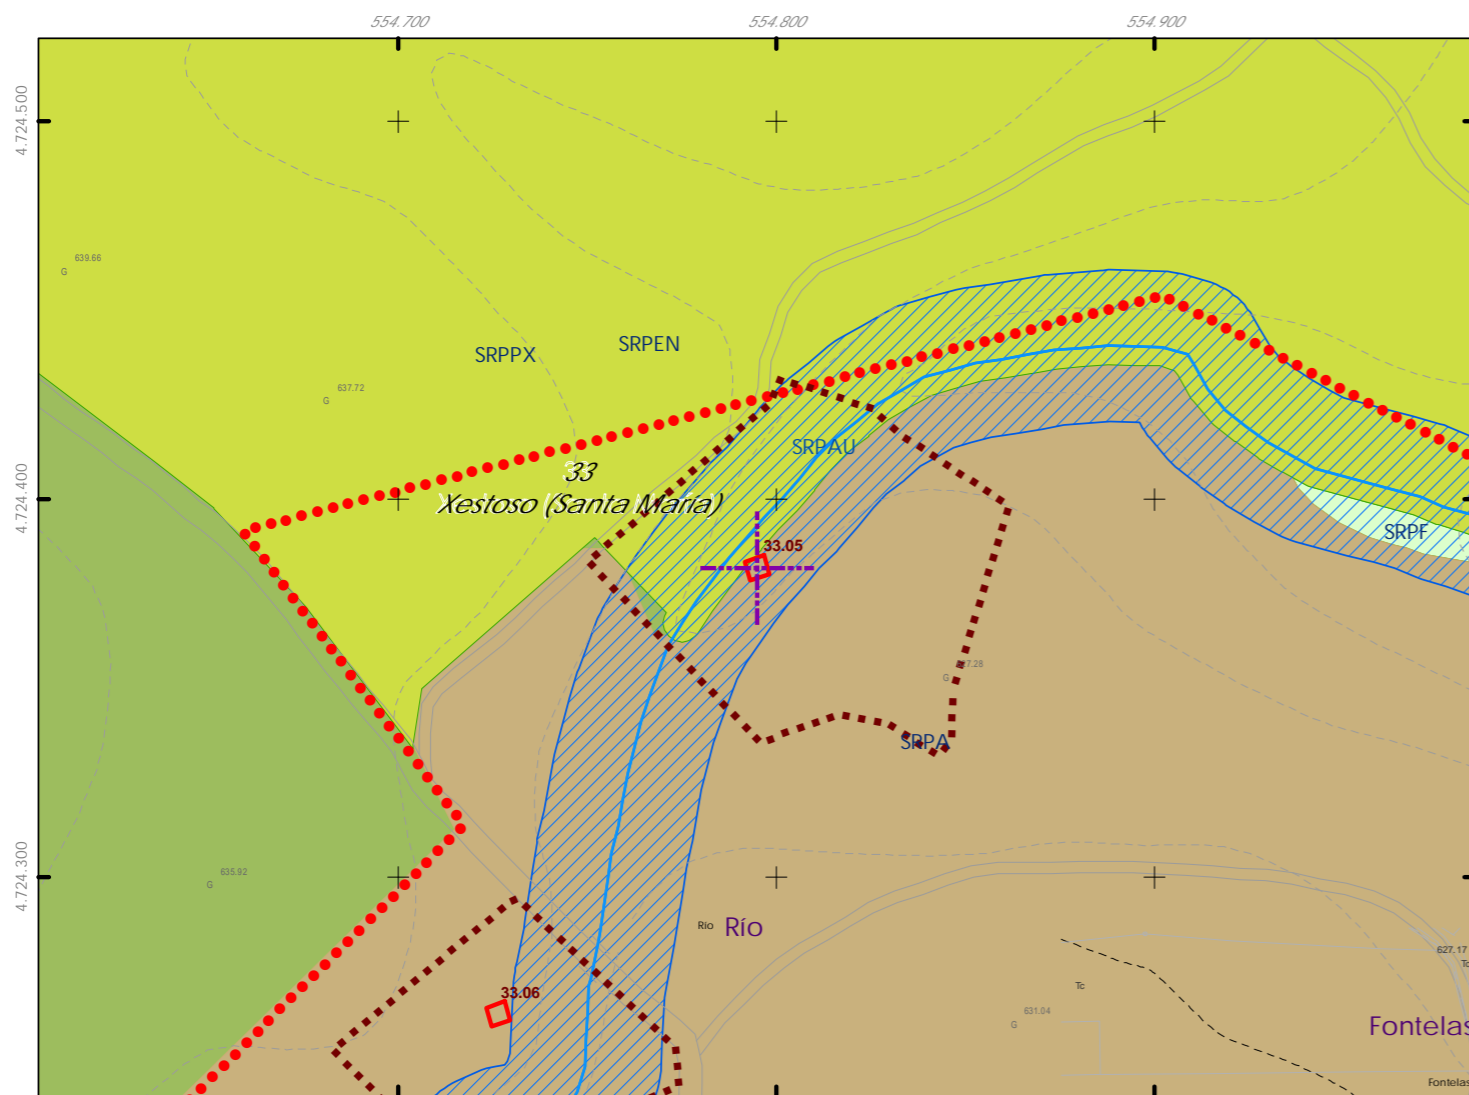 554.700
554.800
554.900
4.724.500
G 639.66
SRPEN
SRPPX
G 637.72
SRPAU
33
Xestoso (Santa María)
4.724.400
SRPF
33.05
G
SRPA
4.724.300
G 635.92
Río Río
627.17
Tc
33.06
G 631.04
Fontelas
Fontelas